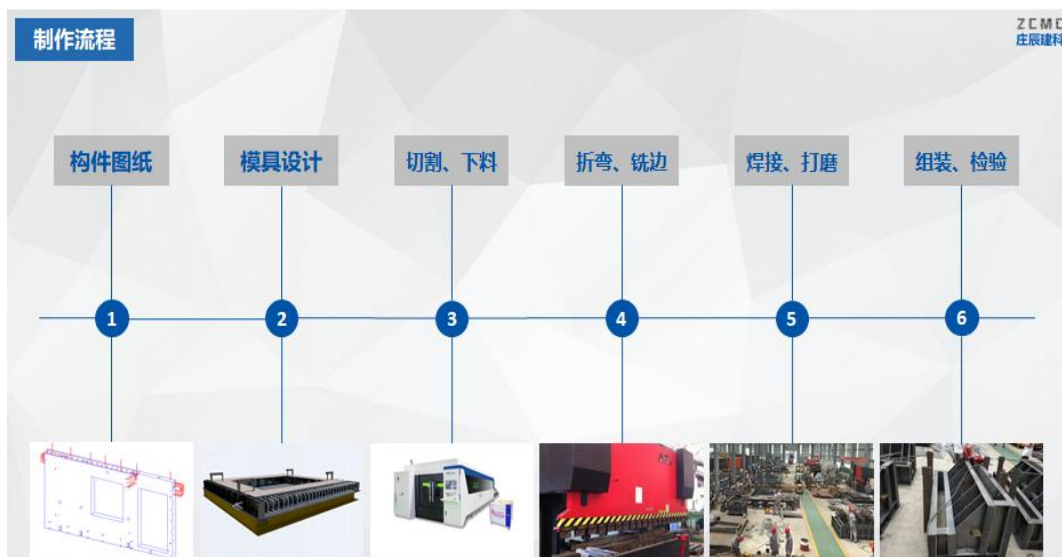 制作流程
ZCMC
庄辰建科
构件图纸
模具设计
切割、下料
折弯、铣边
焊接、打磨
组装、检验
1
2
3
4
5
6